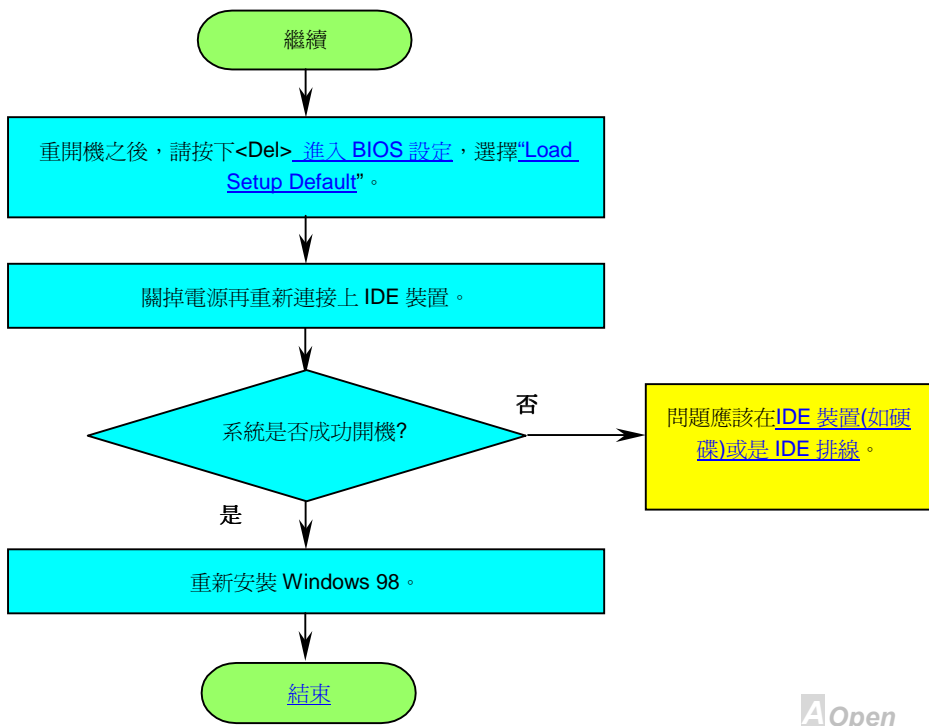 繼續
重開機之後，請按下<Del> 進入 BIOS 設定，選擇“Load
Setup Default”。
關掉電源再重新連接上 IDE 裝置。
系統是否成功開機?
否
問題應該在IDE 裝置(如硬
碟)或是 IDE 排線。
是
重新安裝 Windows 98。
結束
AOpen